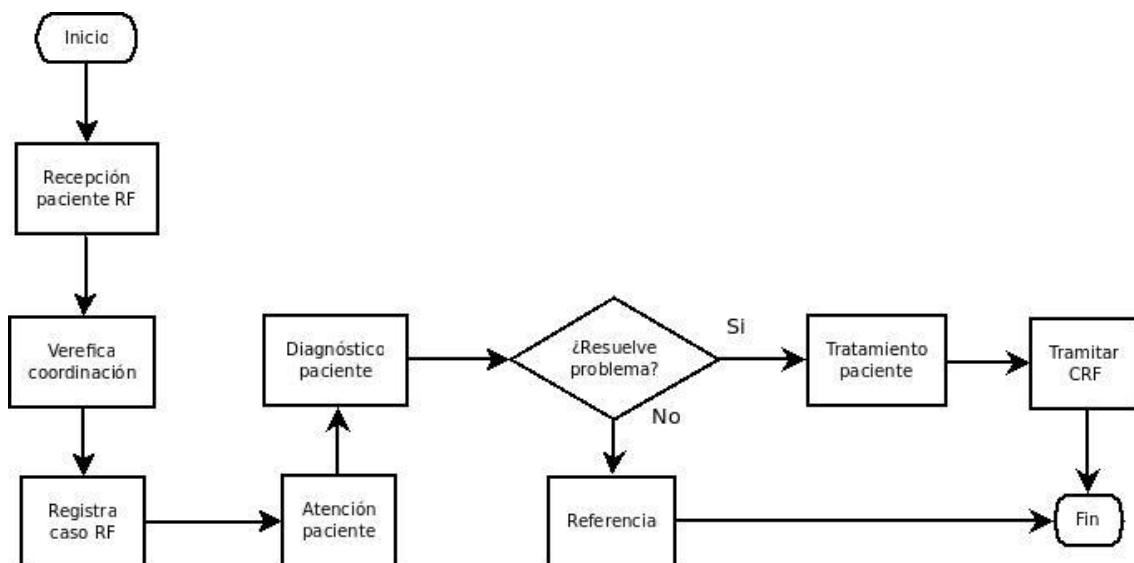 Inicio
Recepción
paciente RF
Verefica
coordinación
Registra
caso RF
Atención
paciente
Diagnóstico
paciente
¿Resuelve
problema?
Si
No
Tratamiento
paciente
Tramitar
CRF
Referencia
Fin